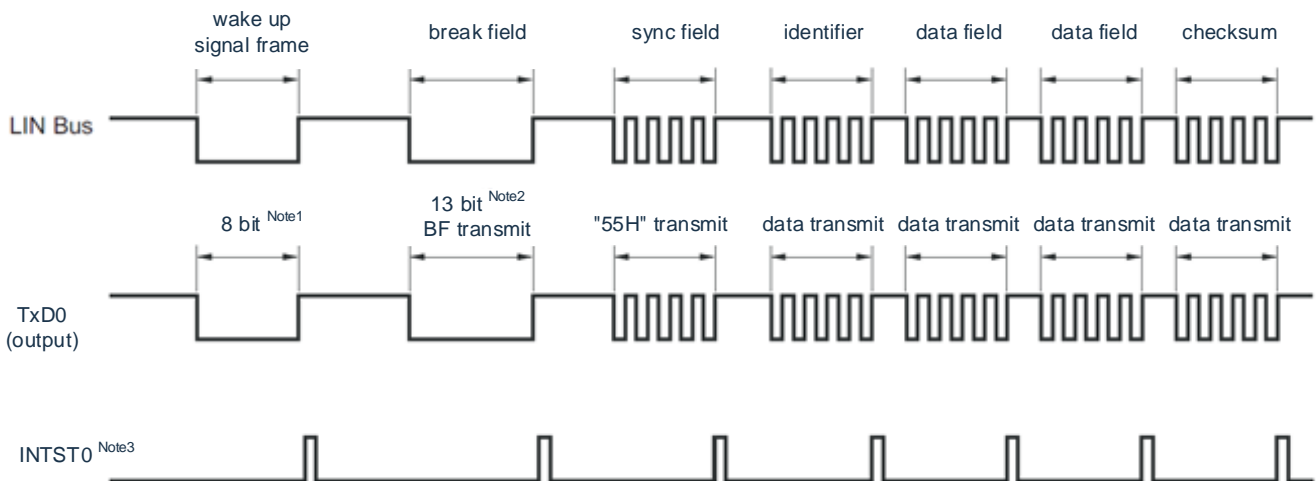 wake up
signal frame
break field
sync field
identifier
data field
data field
checksum
LIN Bus
8 bit Note1
13 bit Note2
BF transmit
"55H" transmit
data transmit
data transmit
data transmit
data transmit
TxD0
(output)
INTST0 Note3